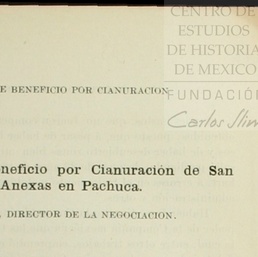 CENTRO DE
ESTUDIOS
DE HISTORIA
DE MEXICO
FUNDACIÓN
Carlos Slim
E BENEFICIO POR CIANURACION
neficio por Cianuración de San
Anexas en Pachuca.
DIRECTOR DE LA NEGOCIACION.